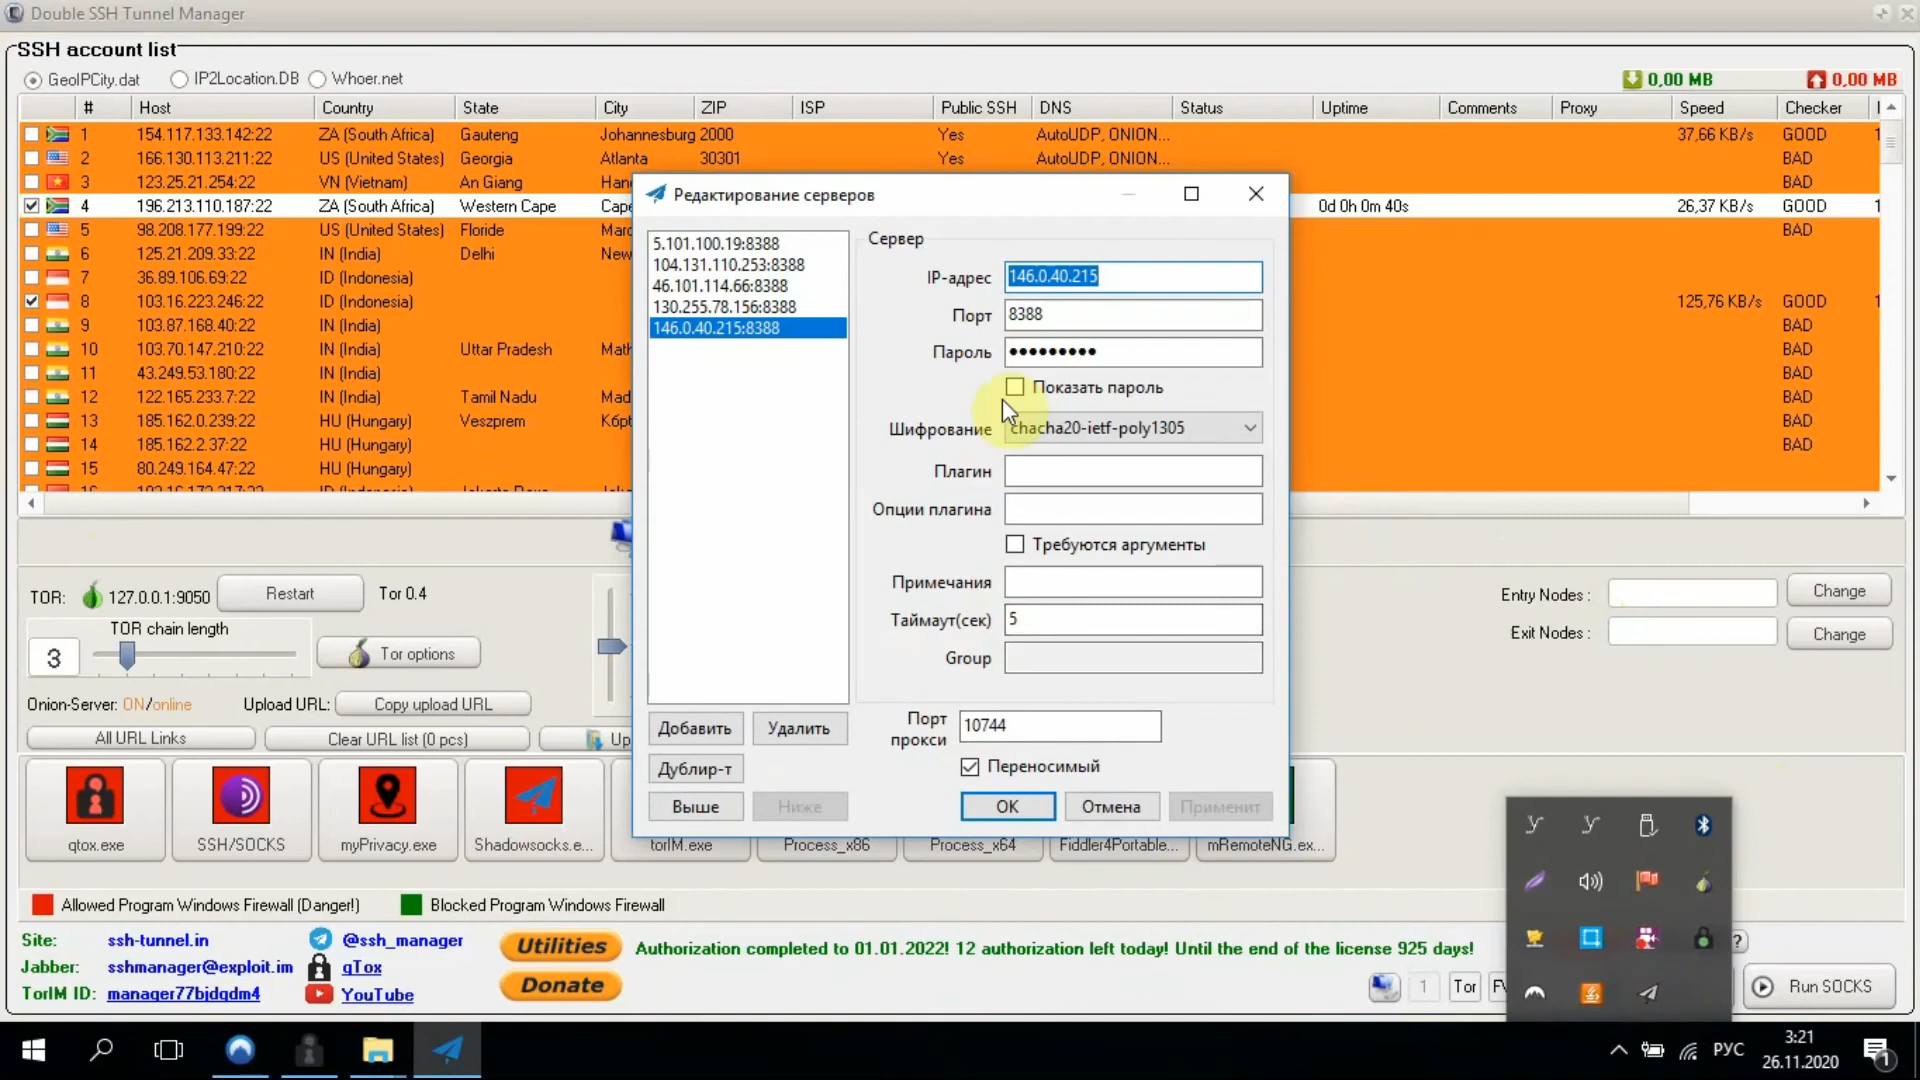 Double SSH Tunnel Manager
SSH account list
GeoIPCity.dat IP2Location.DB Whoer.net 0,00 MB 0,00 MB
# Host Country State City ZIP ISP Public SSH DNS Status Uptime Comments Proxy Speed Checker
1 154.117.133.142:22 ZA (South Africa) Gauteng Johannesburg 2000 Yes AutoUDP, ONION... 37,66 KB/s GOOD
2 166.130.113.211:22 US (United States) Georgia Atlanta 30301 Yes AutoUDP, ONION... BAD
3 123.25.21.254:22 VN (Vietnam) An Giang BAD
4 196.213.110.187:22 ZA (South Africa) Western Cape 0d 0h 0m 40s 26,37 KB/s GOOD
5 98.208.177.199:22 US (United States) Floride BAD
6 125.21.209.33:22 IN (India) Delhi New
7 36.89.106.69:22 ID (Indonesia)
8 103.16.223.246:22 ID (Indonesia) 125,76 KB/s GOOD
9 103.87.168.40:22 IN (India) BAD
10 103.70.147.210:22 IN (India) Uttar Pradesh BAD
11 43.249.53.180:22 IN (India) BAD
12 122.165.233.7:22 IN (India) Tamil Nadu BAD
13 185.162.0.239:22 HU (Hungary) Veszprem BAD
14 185.162.2.37:22 HU (Hungary) BAD
15 80.249.164.47:22 HU (Hungary)
Редактирование серверов
5.101.100.19:8388
104.131.110.253:8388
46.101.114.66:8388
130.255.78.156:8388
146.0.40.215:8388
Сервер
IP-адрес 146.0.40.215
Порт 8388
Пароль •••••••••
Показать пароль
Шифрование chacha20-ietf-poly1305
Плагин
Опции плагина
Требуются аргументы
Примечания
Таймаут(сек) 5
Group
Порт прокси 10744
Переносимый
Добавить Удалить
Дублир-т
Выше Ниже OK Отмена Применит
TOR: 127.0.0.1:9050 Restart Tor 0.4
TOR chain length
3 Tor options
Onion-Server: ON/online Upload URL: Copy upload URL
All URL Links Clear URL list (0 pcs) Up
Entry Nodes : Change
Exit Nodes : Change
qtox.exe SSH/SOCKS myPrivacy.exe Shadowsocks.e... torIM.exe Process_x86 Process_x64 Fiddler4Portable... mRemoteNG.ex...
Allowed Program Windows Firewall (Danger!) Blocked Program Windows Firewall
Site: ssh-tunnel.in @ssh_manager
Jabber: sshmanager@exploit.im qTox
TorIM ID: manager77bjdqdm4 YouTube
Utilities
Donate
Authorization completed to 01.01.2022! 12 authorization left today! Until the end of the license 925 days!
?
1 Tor Run SOCKS
РУС
3:21
26.11.2020
1